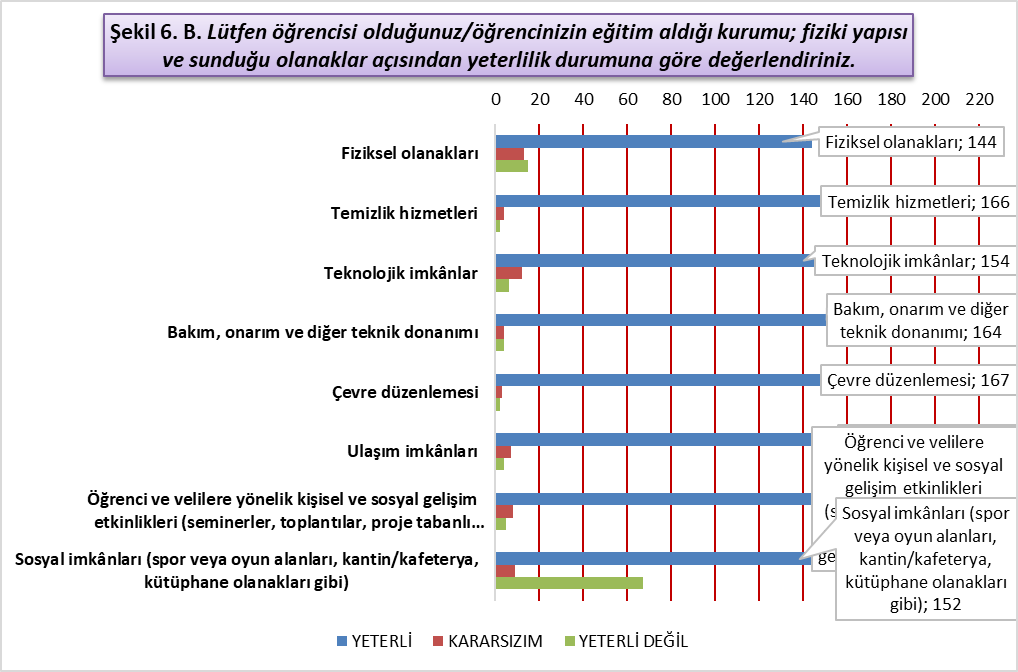 Şekil 6. B. Lütfen öğrencisi olduğunuz/öğrencinizin eğitim aldığı kurumu; fiziki yapısı
ve sunduğu olanaklar açısından yeterlilik durumuna göre değerlendiriniz.
0 20 40 60 80 100 120 140 160 180 200 220
Fiziksel olanakları
Fiziksel olanakları; 144
Temizlik hizmetleri
Temizlik hizmetleri; 166
Teknolojik imkânlar
Teknolojik imkânlar; 154
Bakım, onarım ve diğer teknik donanımı
Bakım, onarım ve diğer
teknik donanımı; 164
Çevre düzenlemesi
Çevre düzenlemesi; 167
Ulaşım imkânları
Öğrenci ve velilere
yönelik kişisel ve sosyal
gelişim etkinlikleri
Öğrenci ve velilere yönelik kişisel ve sosyal gelişim
etkinlikleri (seminerler, toplantılar, proje tabanlı...
Sosyal imkânları (spor veya oyun alanları, kantin/kafeterya,
kütüphane olanakları gibi)
Sosyal imkânları (spor
veya oyun alanları,
kantin/kafeterya,
kütüphane olanakları
gibi); 152
YETERLİ KARARSIZIM YETERLİ DEĞİL